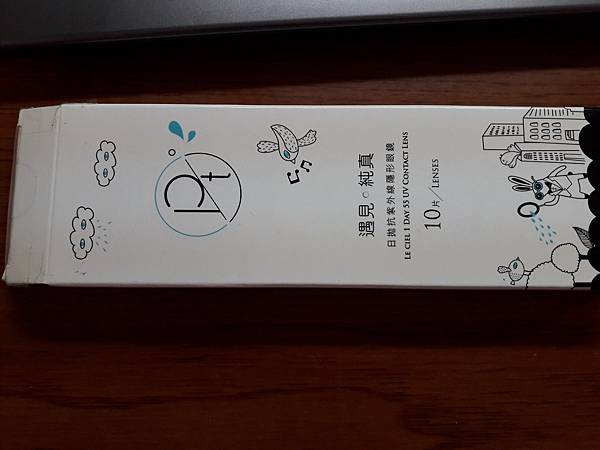 Pt
遇見。純真
日拋抗紫外線隱形眼鏡
LE CIEL 1 DAY 55 UV CONTACT LENS
10片/LENSES